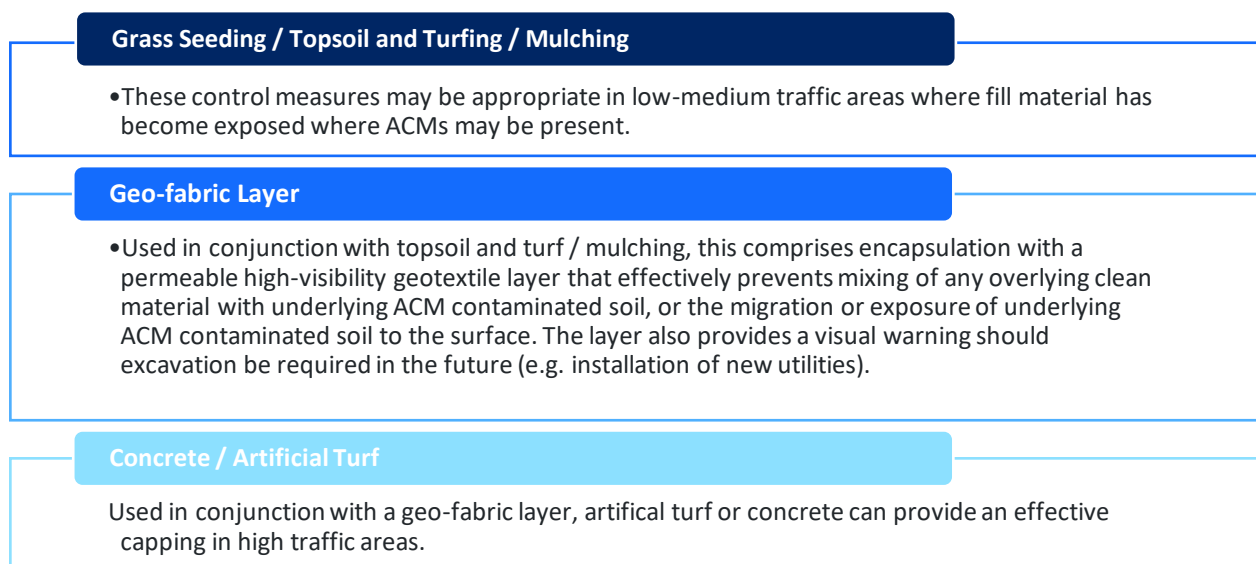 Grass Seeding / Topsoil and Turfing / Mulching
•These control measures may be appropriate in low-medium traffic areas where fill material has
become exposed where ACMs may be present.
Geo-fabric Layer
•Used in conjunction with topsoil and turf / mulching, this comprises encapsulation with a
permeable high-visibility geotextile layer that effectively prevents mixing of any overlying clean
material with underlying ACM contaminated soil, or the migration or exposure of underlying
ACM contaminated soil to the surface. The layer also provides a visual warning should
excavation be required in the future (e.g. installation of new utilities).
Concrete / Artificial Turf
Used in conjunction with a geo-fabric layer, artifical turf or concrete can provide an effective
capping in high traffic areas.